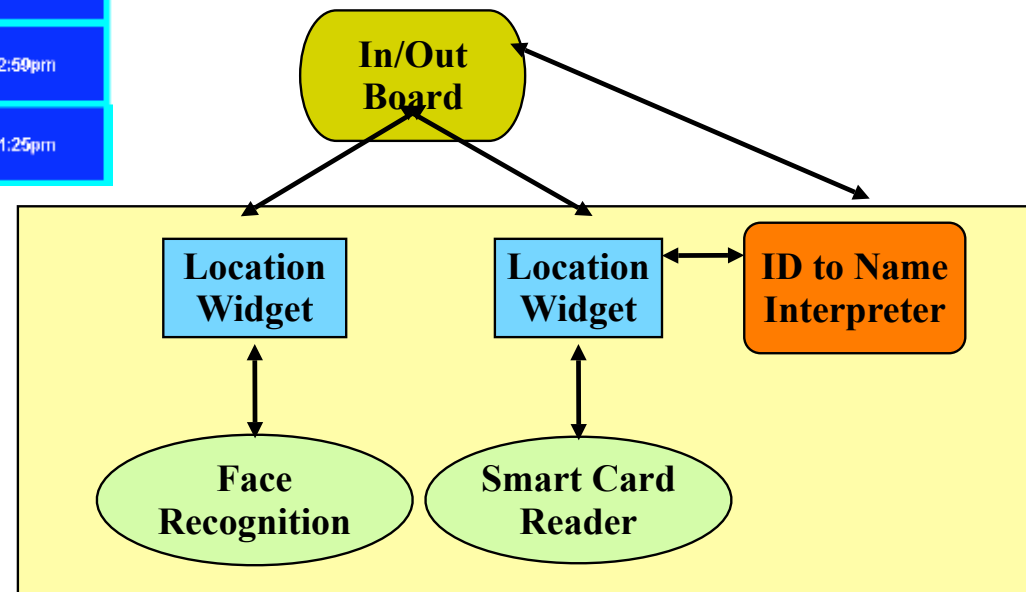 2:59pm
1:25pm
In/Out
Board
Location
Widget
Location
Widget
ID to Name
Interpreter
Face
Recognition
Smart Card
Reader